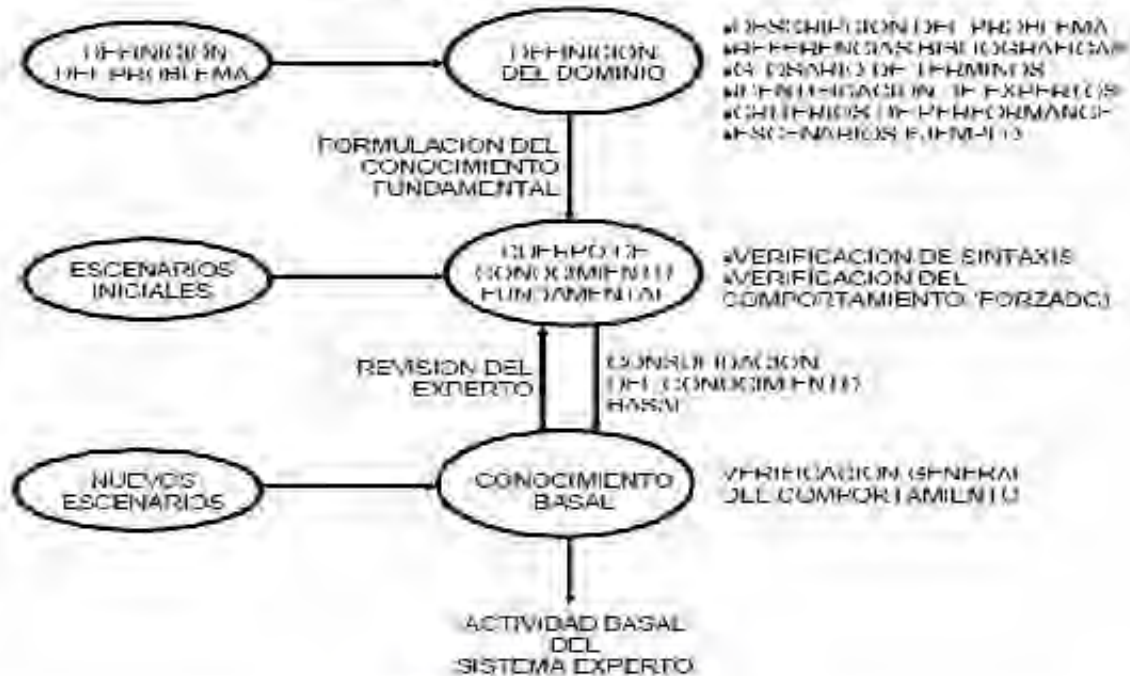 DEFINICION
DEL PROBLEMA
DEFINICION
DEL DOMINIO
•DESCRIPCION DEL PROBLEMA
•REFERENCIAS BIBLIOGRAFICAS
•GLOSARIO DE TERMINOS
•IDENTIFICACION DE EXPERTOS
•CRITERIOS DE PERFORMANCE
•ESCENARIOS EJEMPLO
FORMULACION DEL
CONOCIMIENTO
FUNDAMENTAL
ESCENARIOS
INICIALES
CUERPO DE
CONOCIMIENTO
FUNDAMENTAL
•VERIFICACION DE SINTAXIS
•VERIFICACION DEL
COMPORTAMIENTO (FORZADO)
REVISION DEL
EXPERTO
CONSOLIDACION
DEL CONOCIMIENTO
BASAL
NUEVOS
ESCENARIOS
CONOCIMIENTO
BASAL
VERIFICACION GENERAL
DEL COMPORTAMIENTO
ACTIVIDAD BASAL
DEL
SISTEMA EXPERTO